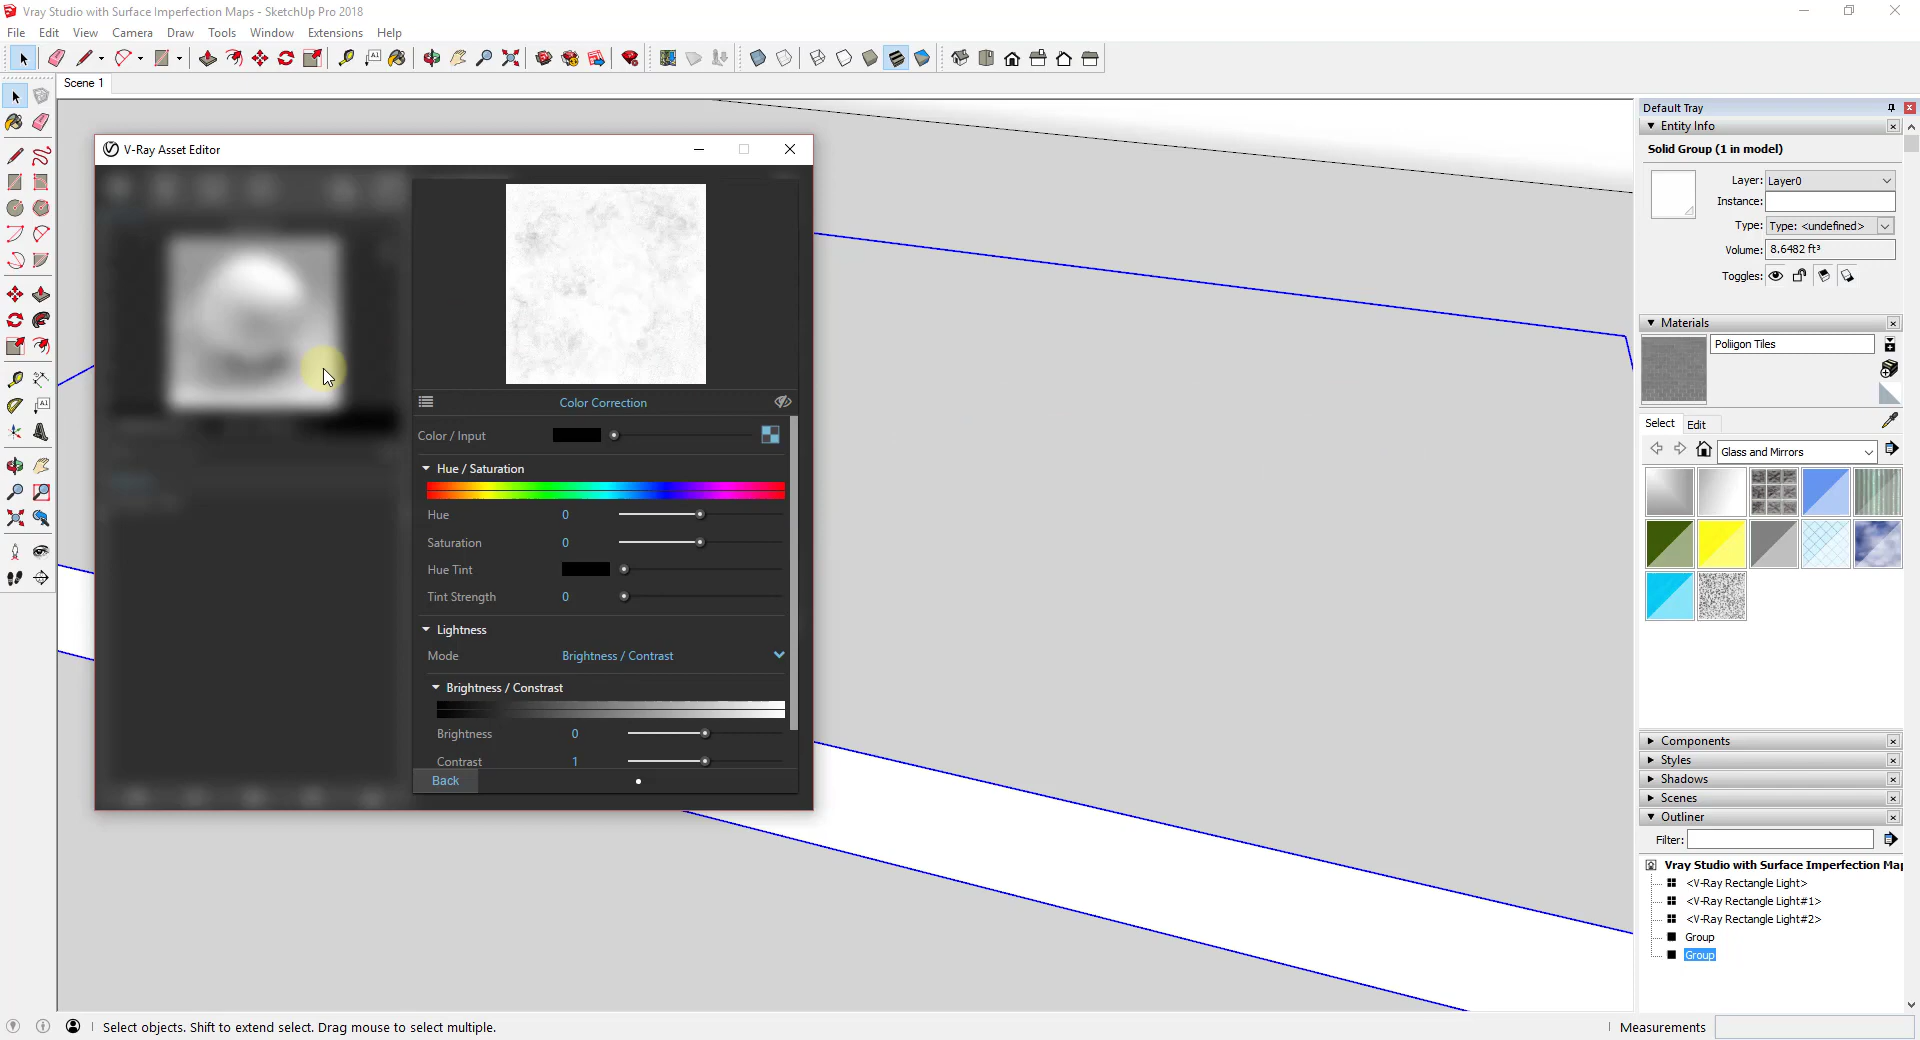 Vray Studio with Surface Imperfection Maps - SketchUp Pro 2018
File Edit View Camera Draw Tools Window Extensions Help
Scene 1
V-Ray Asset Editor
Color Correction
Color / Input
Hue / Saturation
Hue 0
Saturation 0
Hue Tint
Tint Strength 0
Lightness
Mode Brightness / Contrast
Brightness / Constrast
Brightness 0
Contrast 1
Back
Default Tray
Entity Info
Solid Group (1 in model)
Layer: Layer0
Instance:
Type: Type: <undefined>
Volume: 8.6482 ft³
Toggles:
Materials
Poliigon Tiles
Select Edit
Glass and Mirrors
Components
Styles
Shadows
Scenes
Outliner
Filter:
Vray Studio with Surface Imperfection Map
<V-Ray Rectangle Light>
<V-Ray Rectangle Light#1>
<V-Ray Rectangle Light#2>
Group
Group
Select objects. Shift to extend select. Drag mouse to select multiple.
Measurements